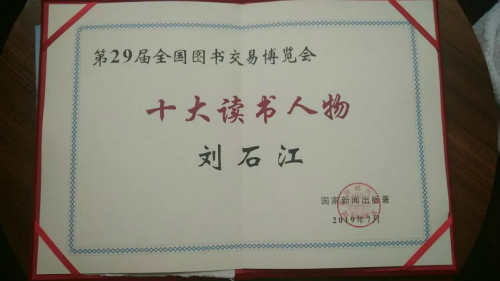 第29届全国图书交易博览会
十大读书人物
刘石江
国家新闻出版署
2019年7月